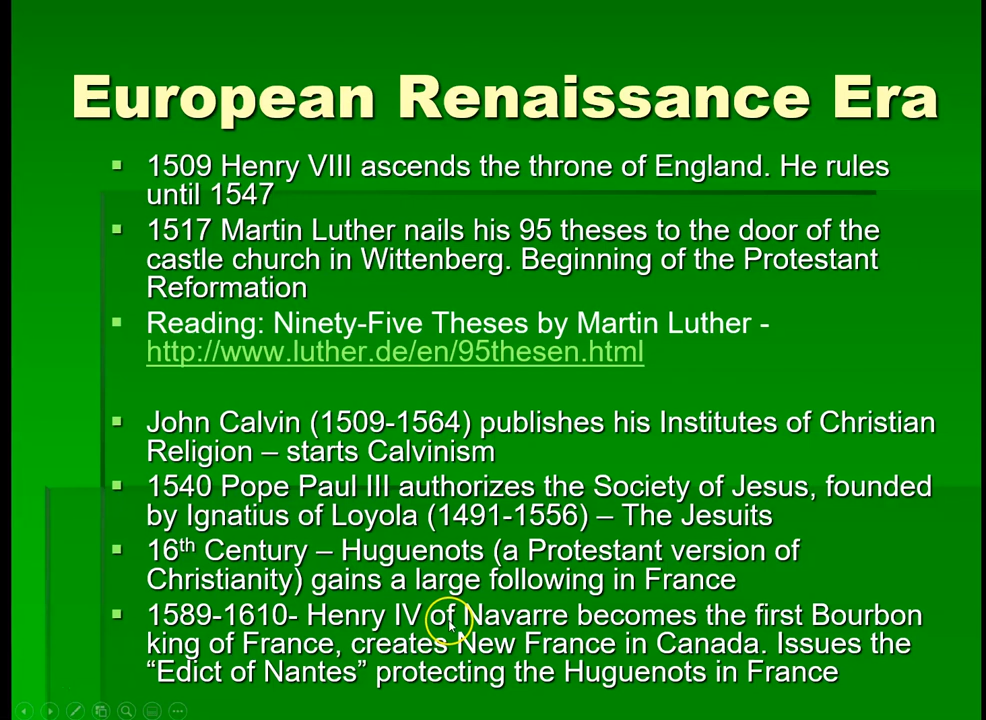 European Renaissance Era
1509 Henry VIII ascends the throne of England. He rules
until 1547
1517 Martin Luther nails his 95 theses to the door of the
castle church in Wittenberg. Beginning of the Protestant
Reformation
Reading: Ninety-Five Theses by Martin Luther -
http://www.luther.de/en/95thesen.html
John Calvin (1509-1564) publishes his Institutes of Christian
Religion – starts Calvinism
1540 Pope Paul III authorizes the Society of Jesus, founded
by Ignatius of Loyola (1491-1556) – The Jesuits
16th Century – Huguenots (a Protestant version of
Christianity) gains a large following in France
1589-1610- Henry IV of Navarre becomes the first Bourbon
king of France, creates New France in Canada. Issues the
“Edict of Nantes” protecting the Huguenots in France